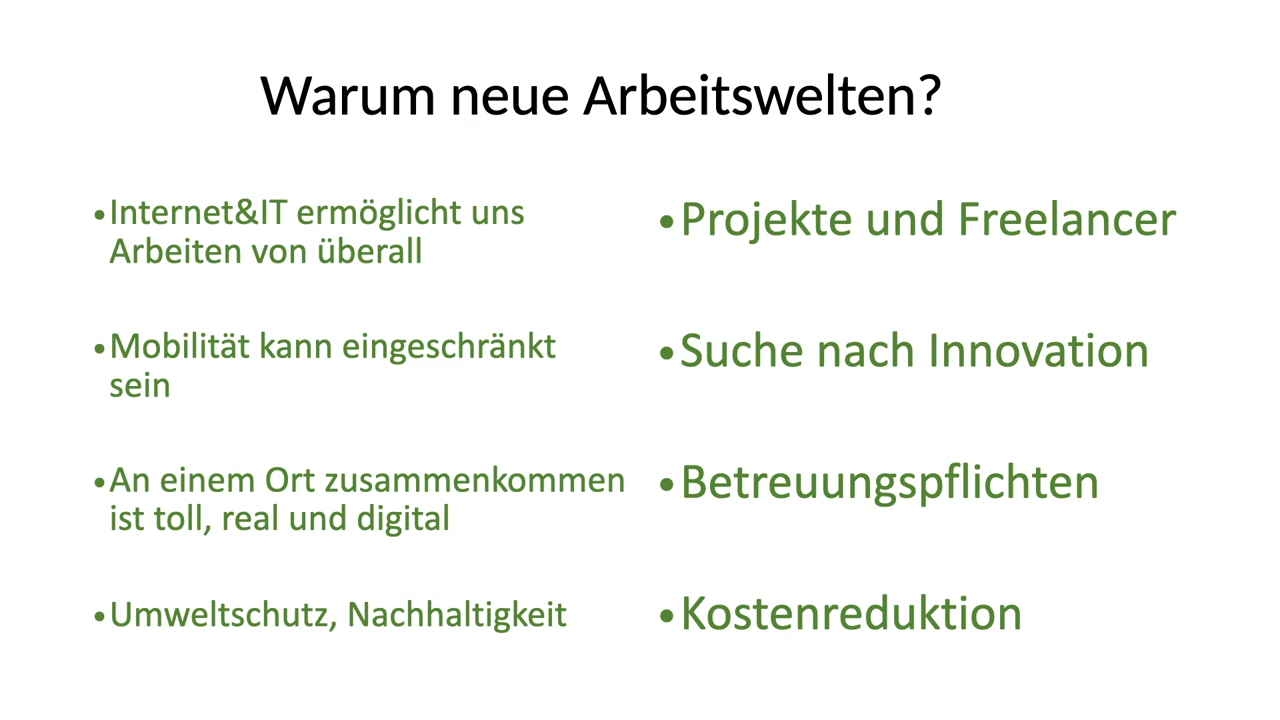 Warum neue Arbeitswelten?
•Internet&IT ermöglicht uns
Arbeiten von überall
•Mobilität kann eingeschränkt
sein
•An einem Ort zusammenkommen
ist toll, real und digital
•Umweltschutz, Nachhaltigkeit
•Projekte und Freelancer
•Suche nach Innovation
•Betreuungspflichten
•Kostenreduktion